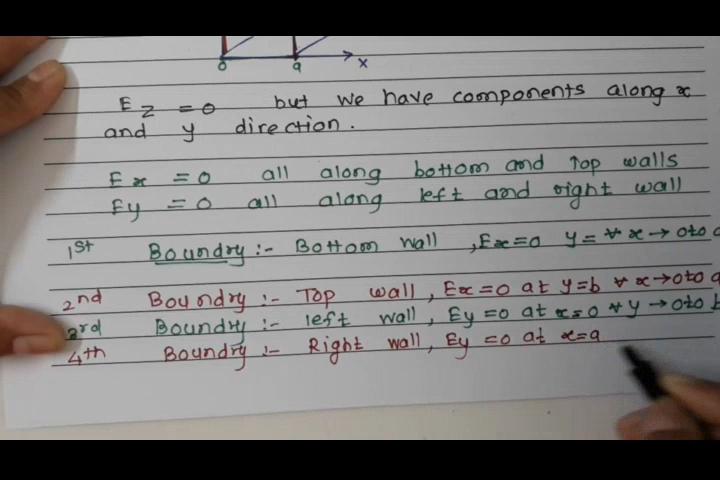 0 a x
Ez = 0 but we have components along x
and y direction.
Ex = 0 all along bottom and Top walls
Ey = 0 all along left and right wall
1st Boundry :- Bottom wall , Ex=0 y= ∀ x → 0 to
2nd Boundry :- Top wall , Ex=0 at y=b ∀ x→0 to a
3rd Boundry :- left wall, Ey =0 at x=0 ∀ y → 0 to b
4th Boundry :- Right wall, Ey =0 at x=a